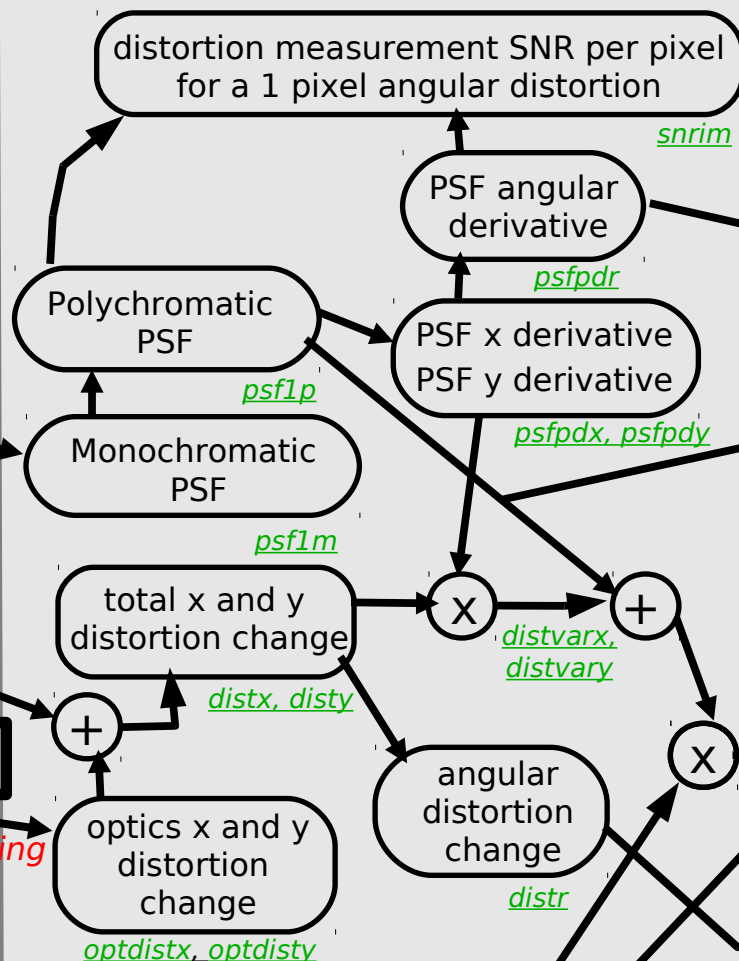 distortion measurement SNR per pixel
for a 1 pixel angular distortion
snrim
PSF angular
derivative
psfpdr
Polychromatic
PSF
psf1p
PSF x derivative
PSF y derivative
psfpdx, psfpdy
Monochromatic
PSF
psf1m
total x and y
distortion change
distx, disty
x
distvarx,
distvary
+
+
x
angular
distortion
change
distr
ing
optics x and y
distortion
change
optdistx, optdisty